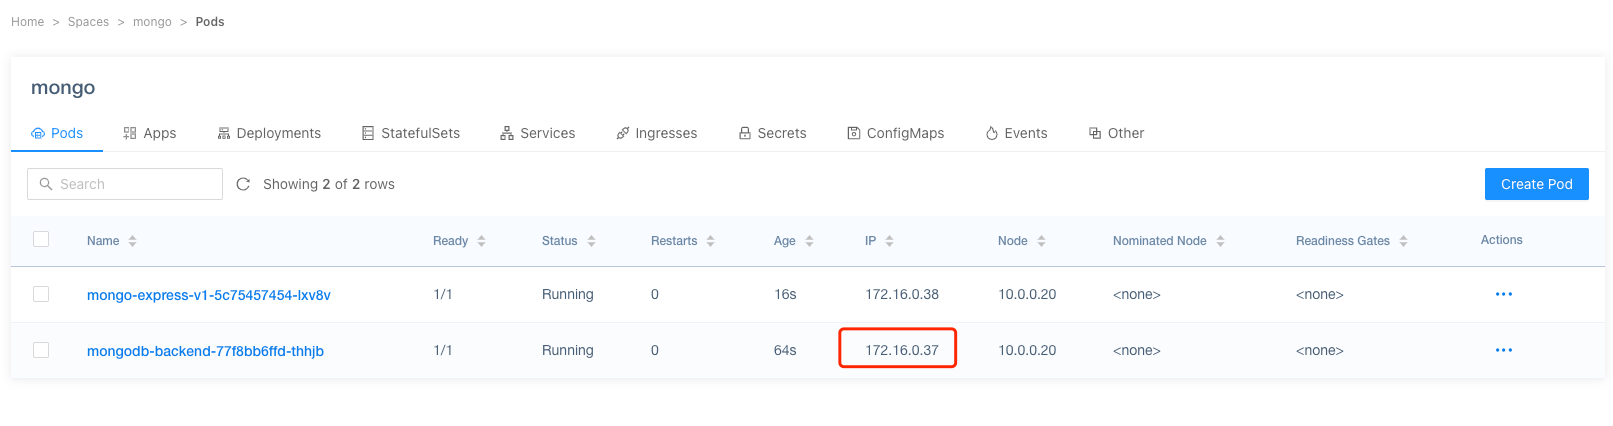 Home > Spaces > mongo > Pods
mongo
Pods Apps Deployments StatefulSets Services Ingresses Secrets ConfigMaps Events Other
Search Showing 2 of 2 rows Create Pod
Name Ready Status Restarts Age IP Node Nominated Node Readiness Gates Actions
mongo-express-v1-5c75457454-lxv8v 1/1 Running 0 16s 172.16.0.38 10.0.0.20 <none> <none>
mongodb-backend-77f8bb6ffd-thhjb 1/1 Running 0 64s 172.16.0.37 10.0.0.20 <none> <none>